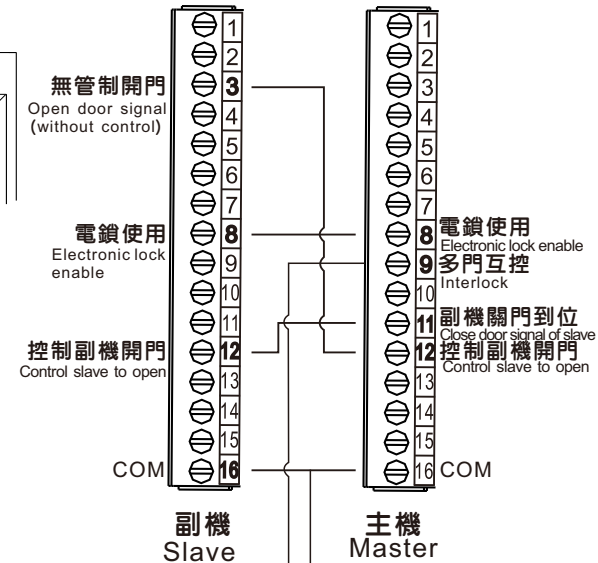 無管制開門
Open door signal
(without control)
電鎖使用
Electronic lock
enable
控制副機開門
Control slave to open
COM
1
2
3
4
5
6
7
8
9
10
11
12
13
14
15
16
副機
Slave
1
2
3
4
5
6
7
8
9
10
11
12
13
14
15
16
電鎖使用
Electronic lock enable
多門互控
Interlock
副機關門到位
Close door signal of slave
控制副機開門
Control slave to open
COM
主機
Master